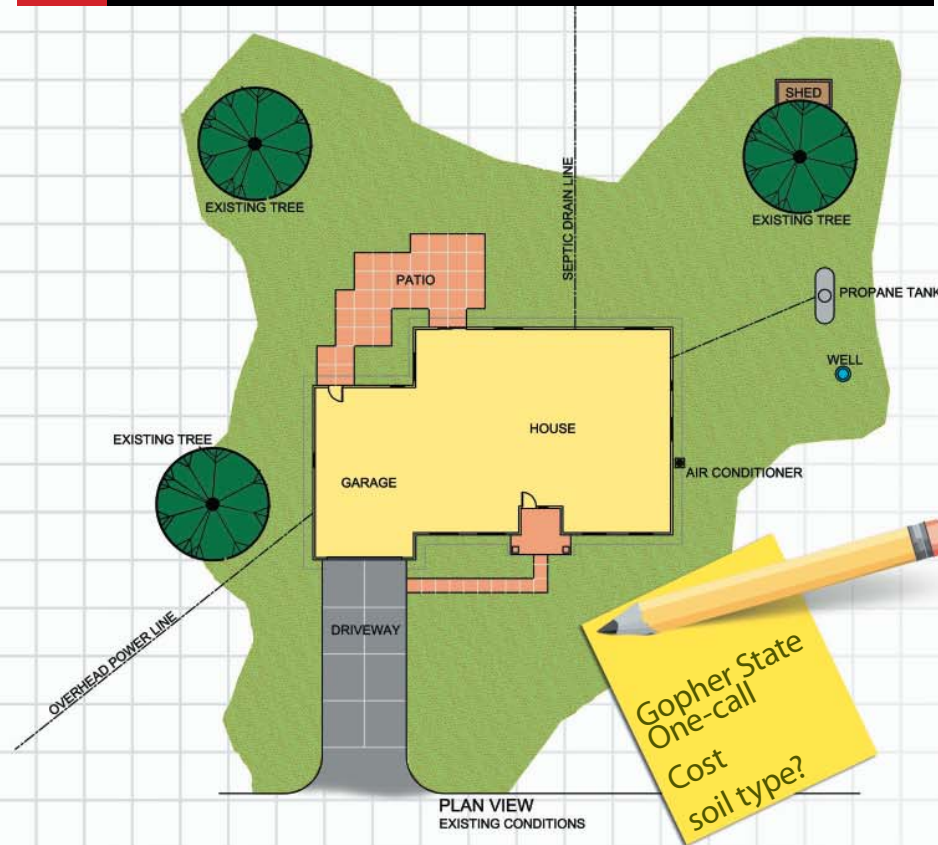 SHED
EXISTING TREE
EXISTING TREE
SEPTIC DRAIN LINE
PATIO
PROPANE TANK
WELL
HOUSE
EXISTING TREE
AIR CONDITIONER
GARAGE
OVERHEAD POWER LINE
DRIVEWAY
Gopher State
One-call
Cost
soil type?
PLAN VIEW
EXISTING CONDITIONS